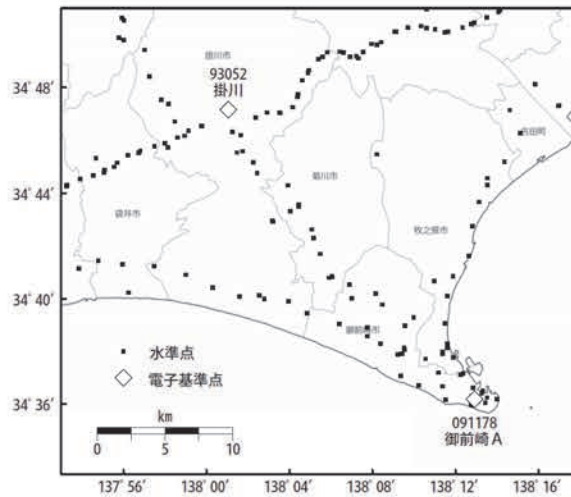 掛川市
93052
掛川
34˚48'
吉田町
34˚44'
菊川市
袋井市
牧之原市
34˚40'
御前崎市
水準点
電子基準点
34˚36'
km
0 5 10
091178
御前崎A
137˚56' 138˚00' 138˚04' 138˚08' 138˚12' 138˚16'